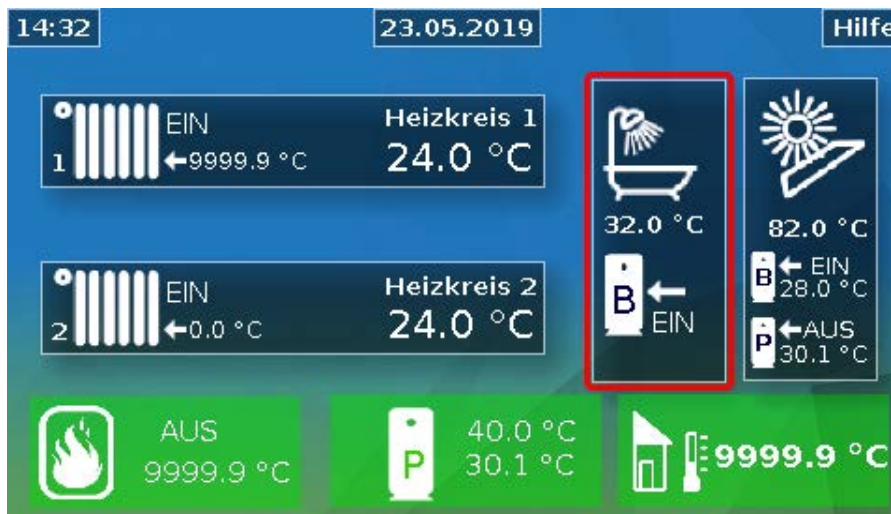 14:32
23.05.2019
Hilfe
EIN
Heizkreis 1
1
←9999.9 °C
24.0 °C
32.0 °C
82.0 °C
B
← EIN
28.0 °C
B
←
EIN
P
←AUS
30.1 °C
EIN
Heizkreis 2
2
←0.0 °C
24.0 °C
AUS
9999.9 °C
P
40.0 °C
30.1 °C
9999.9 °C